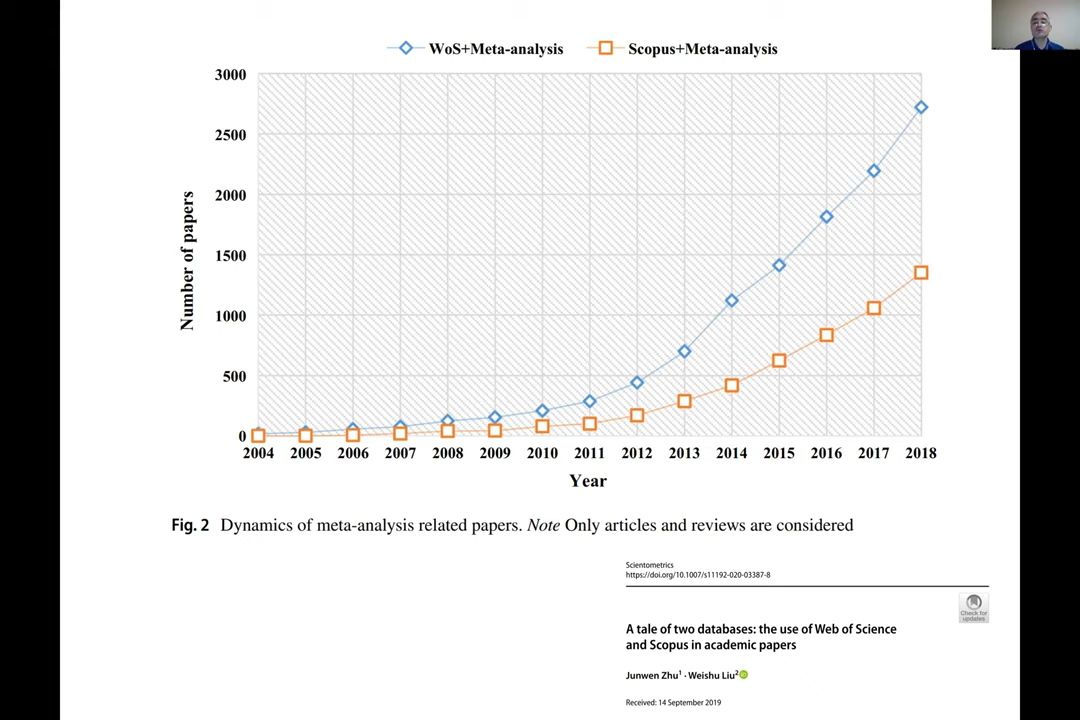 WoS+Meta-analysis Scopus+Meta-analysis
3000
2500
2000
1500
1000
500
0
Number of papers
2004 2005 2006 2007 2008 2009 2010 2011 2012 2013 2014 2015 2016 2017 2018
Year
Fig. 2 Dynamics of meta-analysis related papers. Note Only articles and reviews are considered
Scientometrics
https://doi.org/10.1007/s11192-020-03387-8
Check for
updates
A tale of two databases: the use of Web of Science
and Scopus in academic papers
Junwen Zhu¹ · Weishu Liu²
Received: 14 September 2019